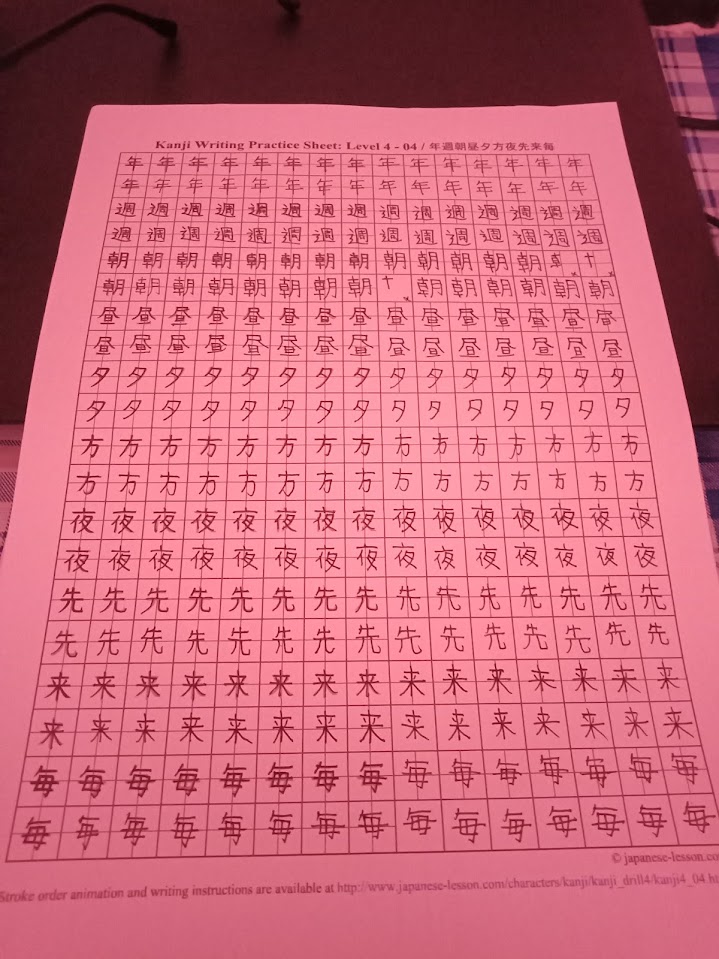 Kanji Writing Practice Sheet: Level 4 - 04 / 年週朝昼夕方夜先来毎
年年年年年年年年年年年年年年年
年年年年年年年年年年年年年年年
週週週週週週週週週週週週週週週
週週週週週週週週週週週週週週週
朝朝朝朝朝朝朝朝朝朝朝朝朝
朝朝朝朝朝朝朝朝 朝朝朝朝朝朝
昼昼昼昼昼昼昼昼昼昼昼昼昼昼昼
昼昼昼昼昼昼昼昼昼昼昼昼昼昼昼
夕夕夕夕夕夕夕夕夕夕夕夕夕夕夕
夕夕夕夕夕夕夕夕夕夕夕夕夕夕夕
方方方方方方方方方方方方方方方
方方方方方方方方方方方方方方方
夜夜夜夜夜夜夜夜夜夜夜夜夜夜夜
夜夜夜夜夜夜夜夜夜夜夜夜夜夜夜
先先先先先先先先先先先先先先先
先先先先先先先先先先先先先先先
来来来来来来来来来来来来来来来
来来来来来来来来来来来来来来来
毎毎毎毎毎毎毎毎毎毎毎毎毎毎毎
毎毎毎毎毎毎毎毎毎毎毎毎毎毎毎
© japanese-lesson.co
Stroke order animation and writing instructions are available at http://www.japanese-lesson.com/characters/kanji/kanji_drill4/kanji4_04.ht